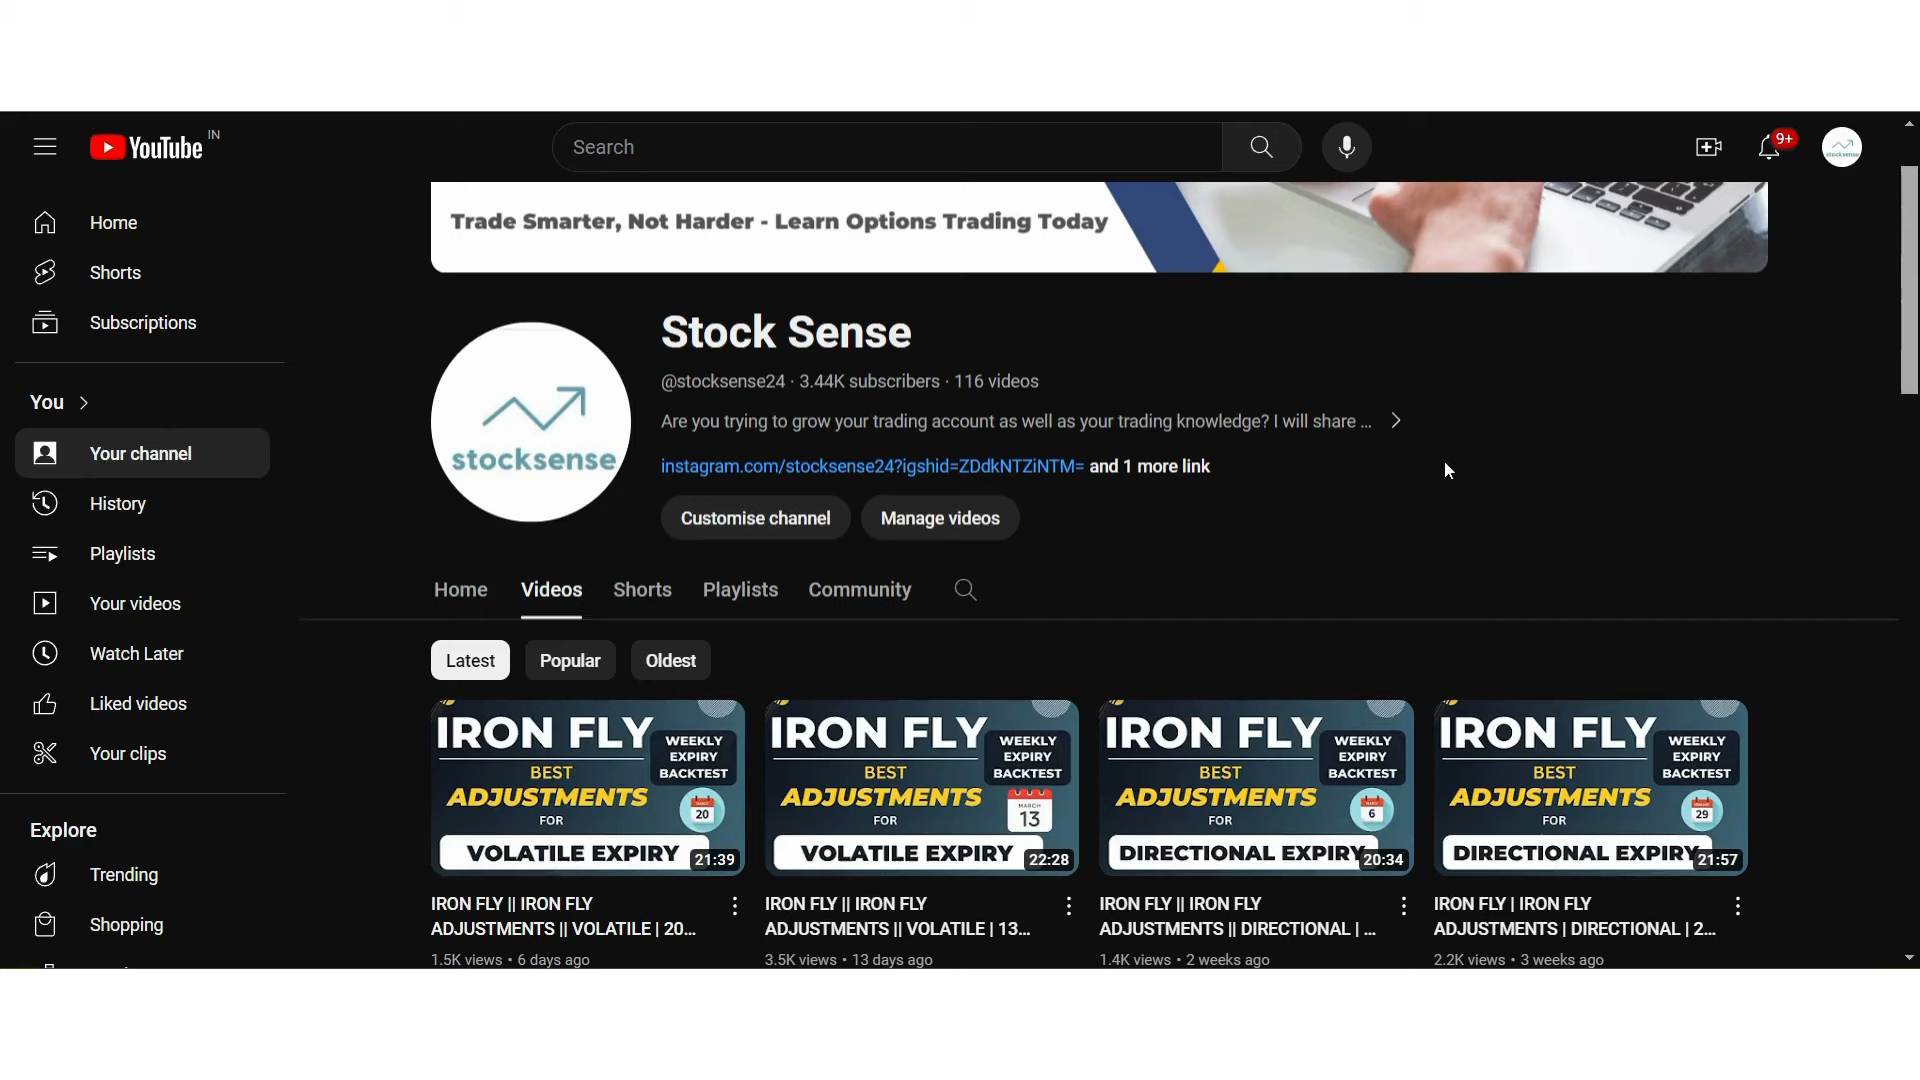 YouTube IN
Search
9+
stocksense
Home
Shorts
Subscriptions
You
Your channel
History
Playlists
Your videos
Watch Later
Liked videos
Your clips
Explore
Trending
Shopping
Trade Smarter, Not Harder - Learn Options Trading Today
stocksense
Stock Sense
@stocksense24 · 3.44K subscribers · 116 videos
Are you trying to grow your trading account as well as your trading knowledge? I will share ...
instagram.com/stocksense24?igshid=ZDdkNTZiNTM= and 1 more link
Customise channel
Manage videos
Home
Videos
Shorts
Playlists
Community
Latest
Popular
Oldest
IRON FLY
WEEKLY
EXPIRY
BACKTEST
BEST
ADJUSTMENTS
FOR
MARCH
20
VOLATILE EXPIRY
21:39
IRON FLY || IRON FLY
ADJUSTMENTS || VOLATILE | 20...
1.5K views • 6 days ago
IRON FLY
WEEKLY
EXPIRY
BACKTEST
BEST
ADJUSTMENTS
FOR
MARCH
13
VOLATILE EXPIRY
22:28
IRON FLY || IRON FLY
ADJUSTMENTS || VOLATILE | 13...
3.5K views • 13 days ago
IRON FLY
WEEKLY
EXPIRY
BACKTEST
BEST
ADJUSTMENTS
FOR
MARCH
6
DIRECTIONAL EXPIRY
20:34
IRON FLY || IRON FLY
ADJUSTMENTS || DIRECTIONAL | ...
1.4K views • 2 weeks ago
IRON FLY
WEEKLY
EXPIRY
BACKTEST
BEST
ADJUSTMENTS
FOR
29
DIRECTIONAL EXPIRY
21:57
IRON FLY | IRON FLY
ADJUSTMENTS | DIRECTIONAL | 2...
2.2K views • 3 weeks ago